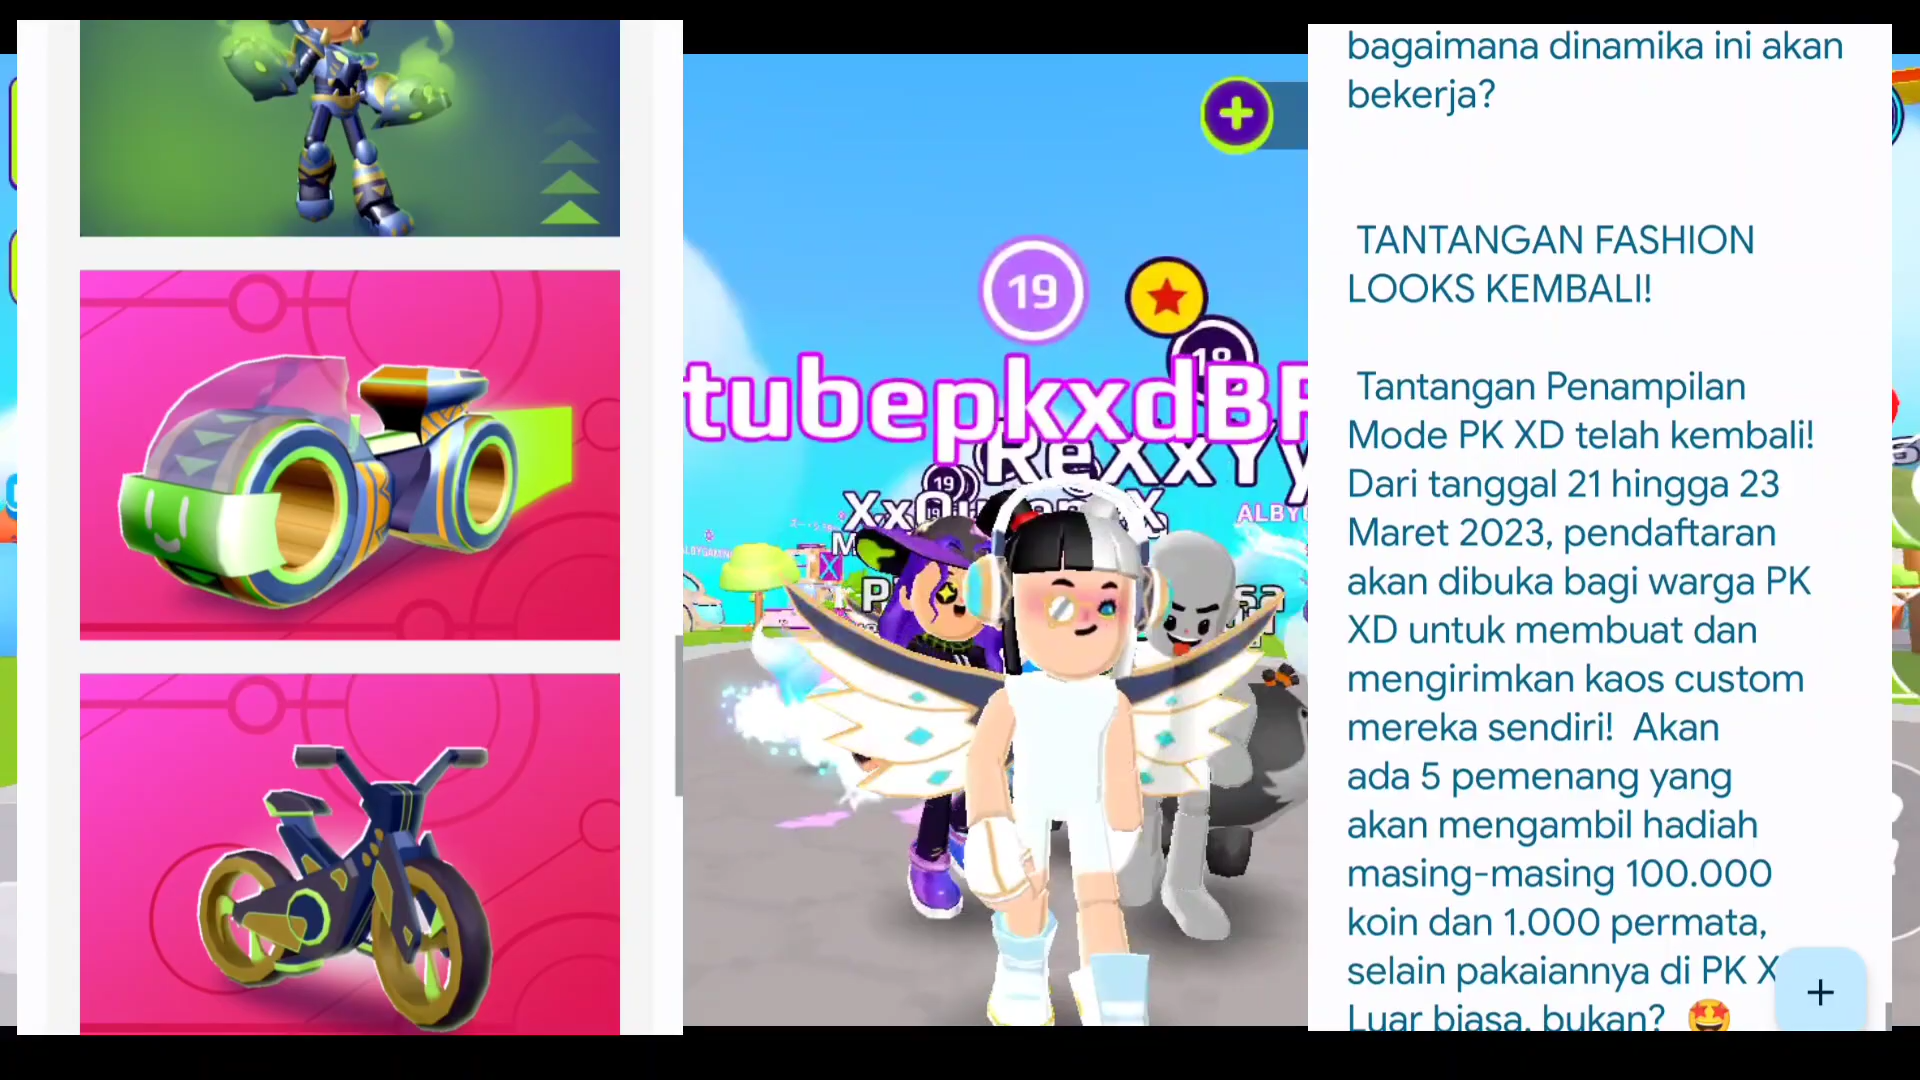 19
18
tubepkxdBR
ReXxYy
19
ALBY
bagaimana dinamika ini akan
bekerja?
TANTANGAN FASHION
LOOKS KEMBALI!
Tantangan Penampilan
Mode PK XD telah kembali!
Dari tanggal 21 hingga 23
Maret 2023, pendaftaran
akan dibuka bagi warga PK
XD untuk membuat dan
mengirimkan kaos custom
mereka sendiri! Akan
ada 5 pemenang yang
akan mengambil hadiah
masing-masing 100.000
koin dan 1.000 permata,
selain pakaiannya di PK X
Luar biasa, bukan? 🤩